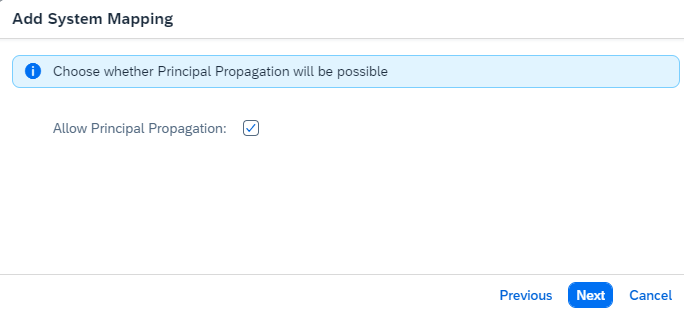 Add System Mapping
Choose whether Principal Propagation will be possible
Allow Principal Propagation:
Previous Next Cancel